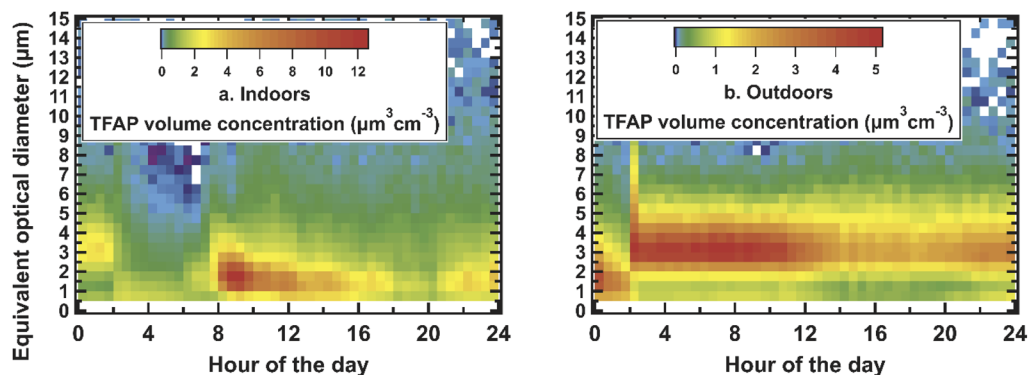 15
14
13
12
11
10
9
8
7
6
5
4
3
2
1
0
Equivalent optical diameter (µm)
0 2 4 6 8 10 12
a. Indoors
TFAP volume concentration (µm³cm⁻³)
0 4 8 12 16 20 24
Hour of the day
15
14
13
12
11
10
9
8
7
6
5
4
3
2
1
0
0 1 2 3 4 5
b. Outdoors
TFAP volume concentration (µm³cm⁻³)
0 4 8 12 16 20 24
Hour of the day